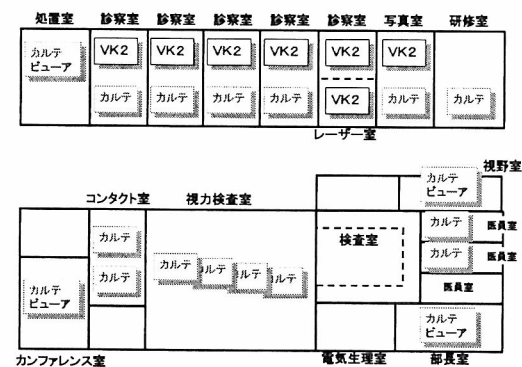 処置室 診察室 診察室 診察室 診察室 診察室 写真室 研修室
カルテ
ビューア
VK2 VK2 VK2 VK2 VK2 VK2
カルテ カルテ カルテ カルテ VK2 カルテ カルテ
レーザー室
視野室
カルテ
ビューア
コンタクト室 視力検査室
カルテ 医員室
検査室
カルテ
カルテ 医員室
カルテ
カルテ カルテ カルテ カルテ
医員室
カルテ
ビューア
カルテ
ビューア
カンファレンス室 電気生理室 部長室